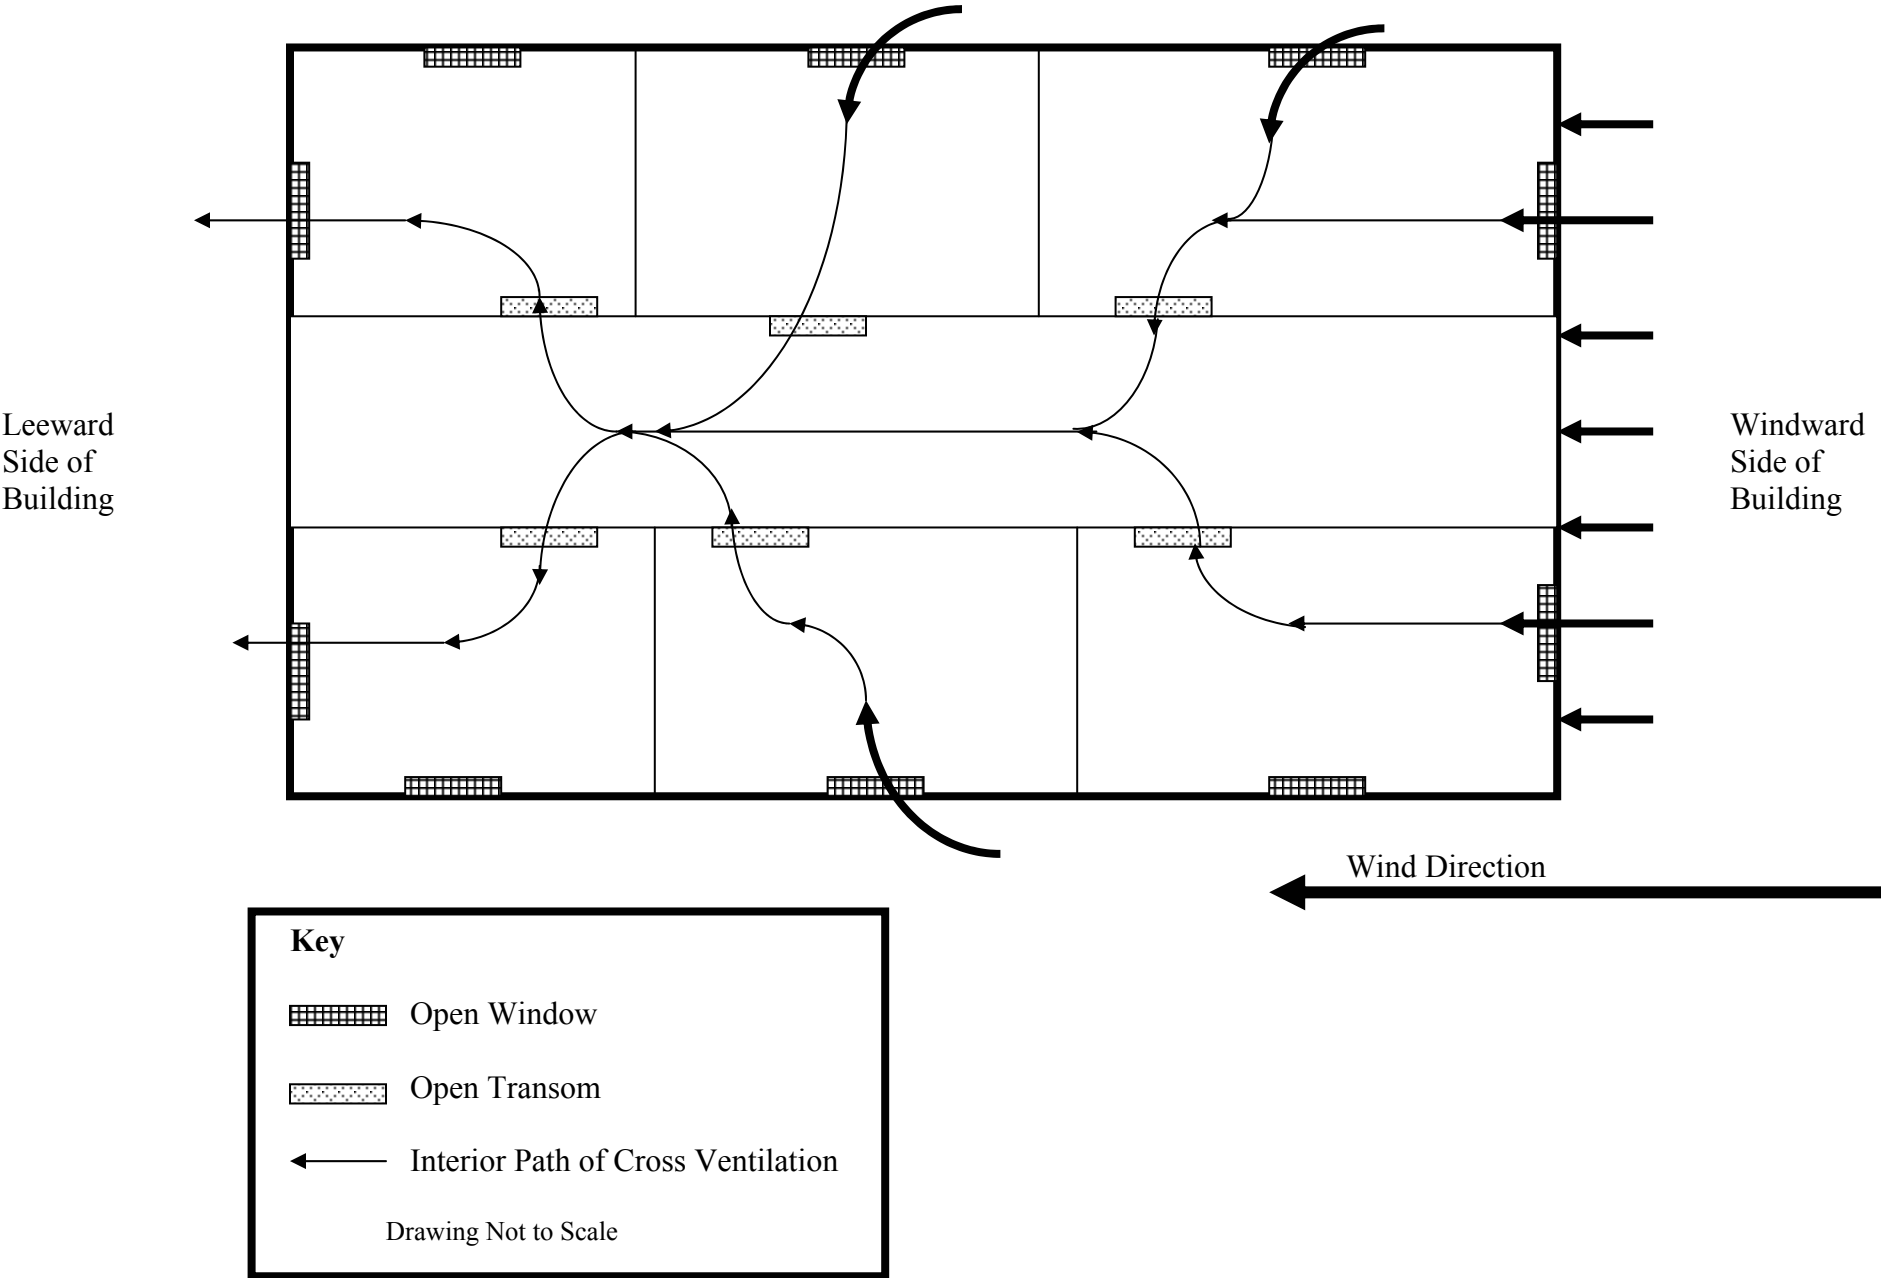 Leeward
Side of
Building
Windward
Side of
Building
Wind Direction
Key
Open Window
Open Transom
Interior Path of Cross Ventilation
Drawing Not to Scale